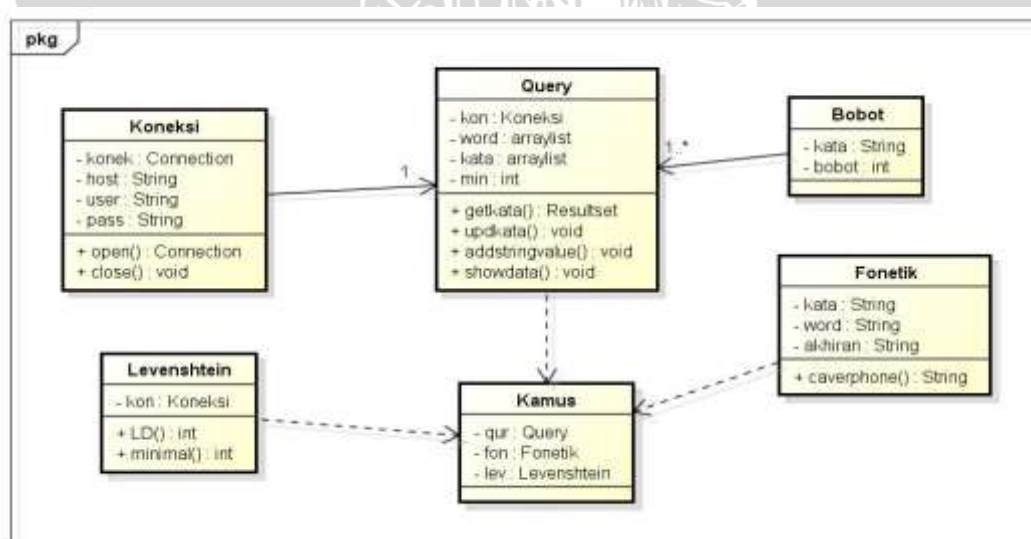 pkg
Koneksi
- konek : Connection
- host : String
- user : String
- pass : String
+ open() : Connection
+ close() : void
1
Query
- kon : Koneksi
- word : arraylist
- kata : arraylist
- min : int
+ getkata() : Resultset
+ updkata() : void
+ addstringvalue() : void
+ showdata() : void
1..*
Bobot
- kata : String
- bobot : int
Fonetik
- kata : String
- word : String
- akhiran : String
+ caverphone() : String
Levenshtein
- kon : Koneksi
+ LD() : int
+ minimal() : int
Kamus
- qur : Query
- fon : Fonetik
- lev : Levenshtein